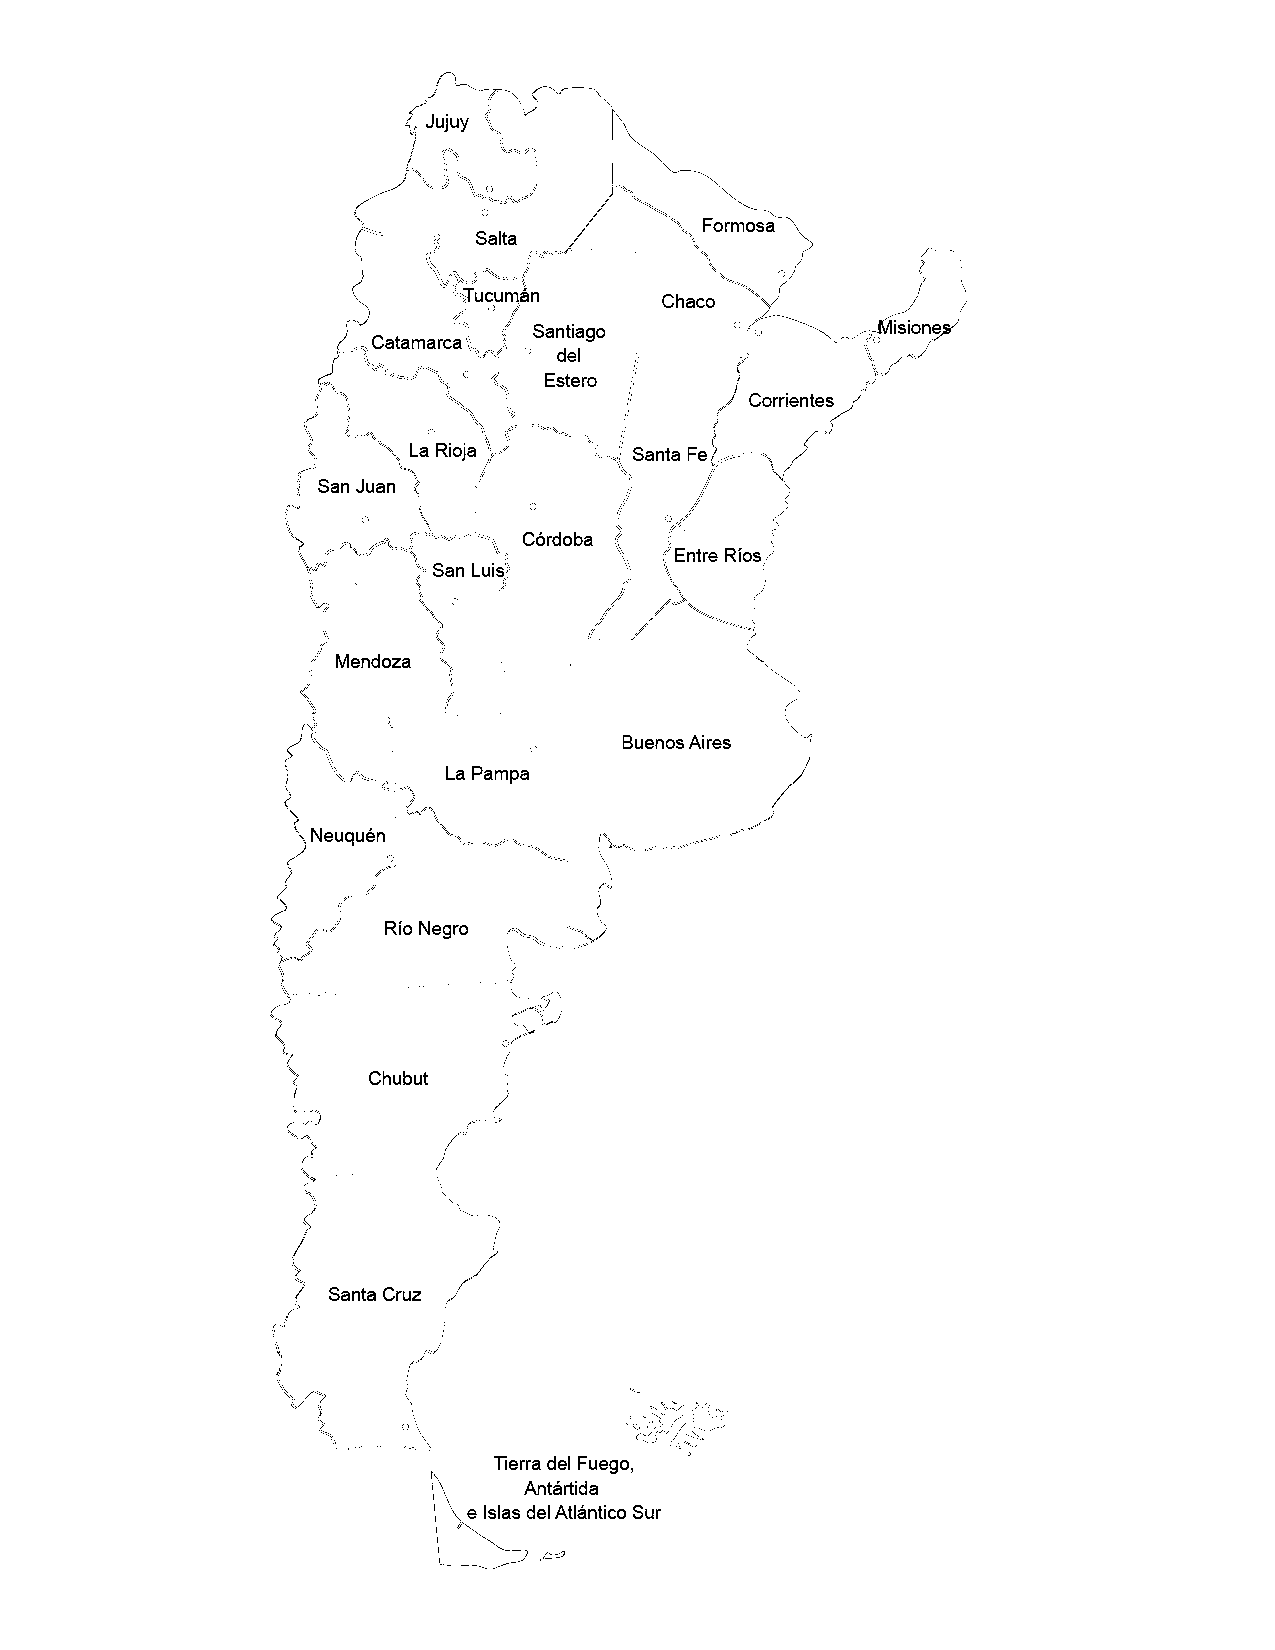 Jujuy
Formosa
Salta
Tucumán
Chaco
Misiones
Santiago
del
Estero
Catamarca
Corrientes
La Rioja
Santa Fe
San Juan
Córdoba
Entre Ríos
San Luis
Mendoza
Buenos Aires
La Pampa
Neuquén
Río Negro
Chubut
Santa Cruz
Tierra del Fuego,
Antártida
e Islas del Atlántico Sur